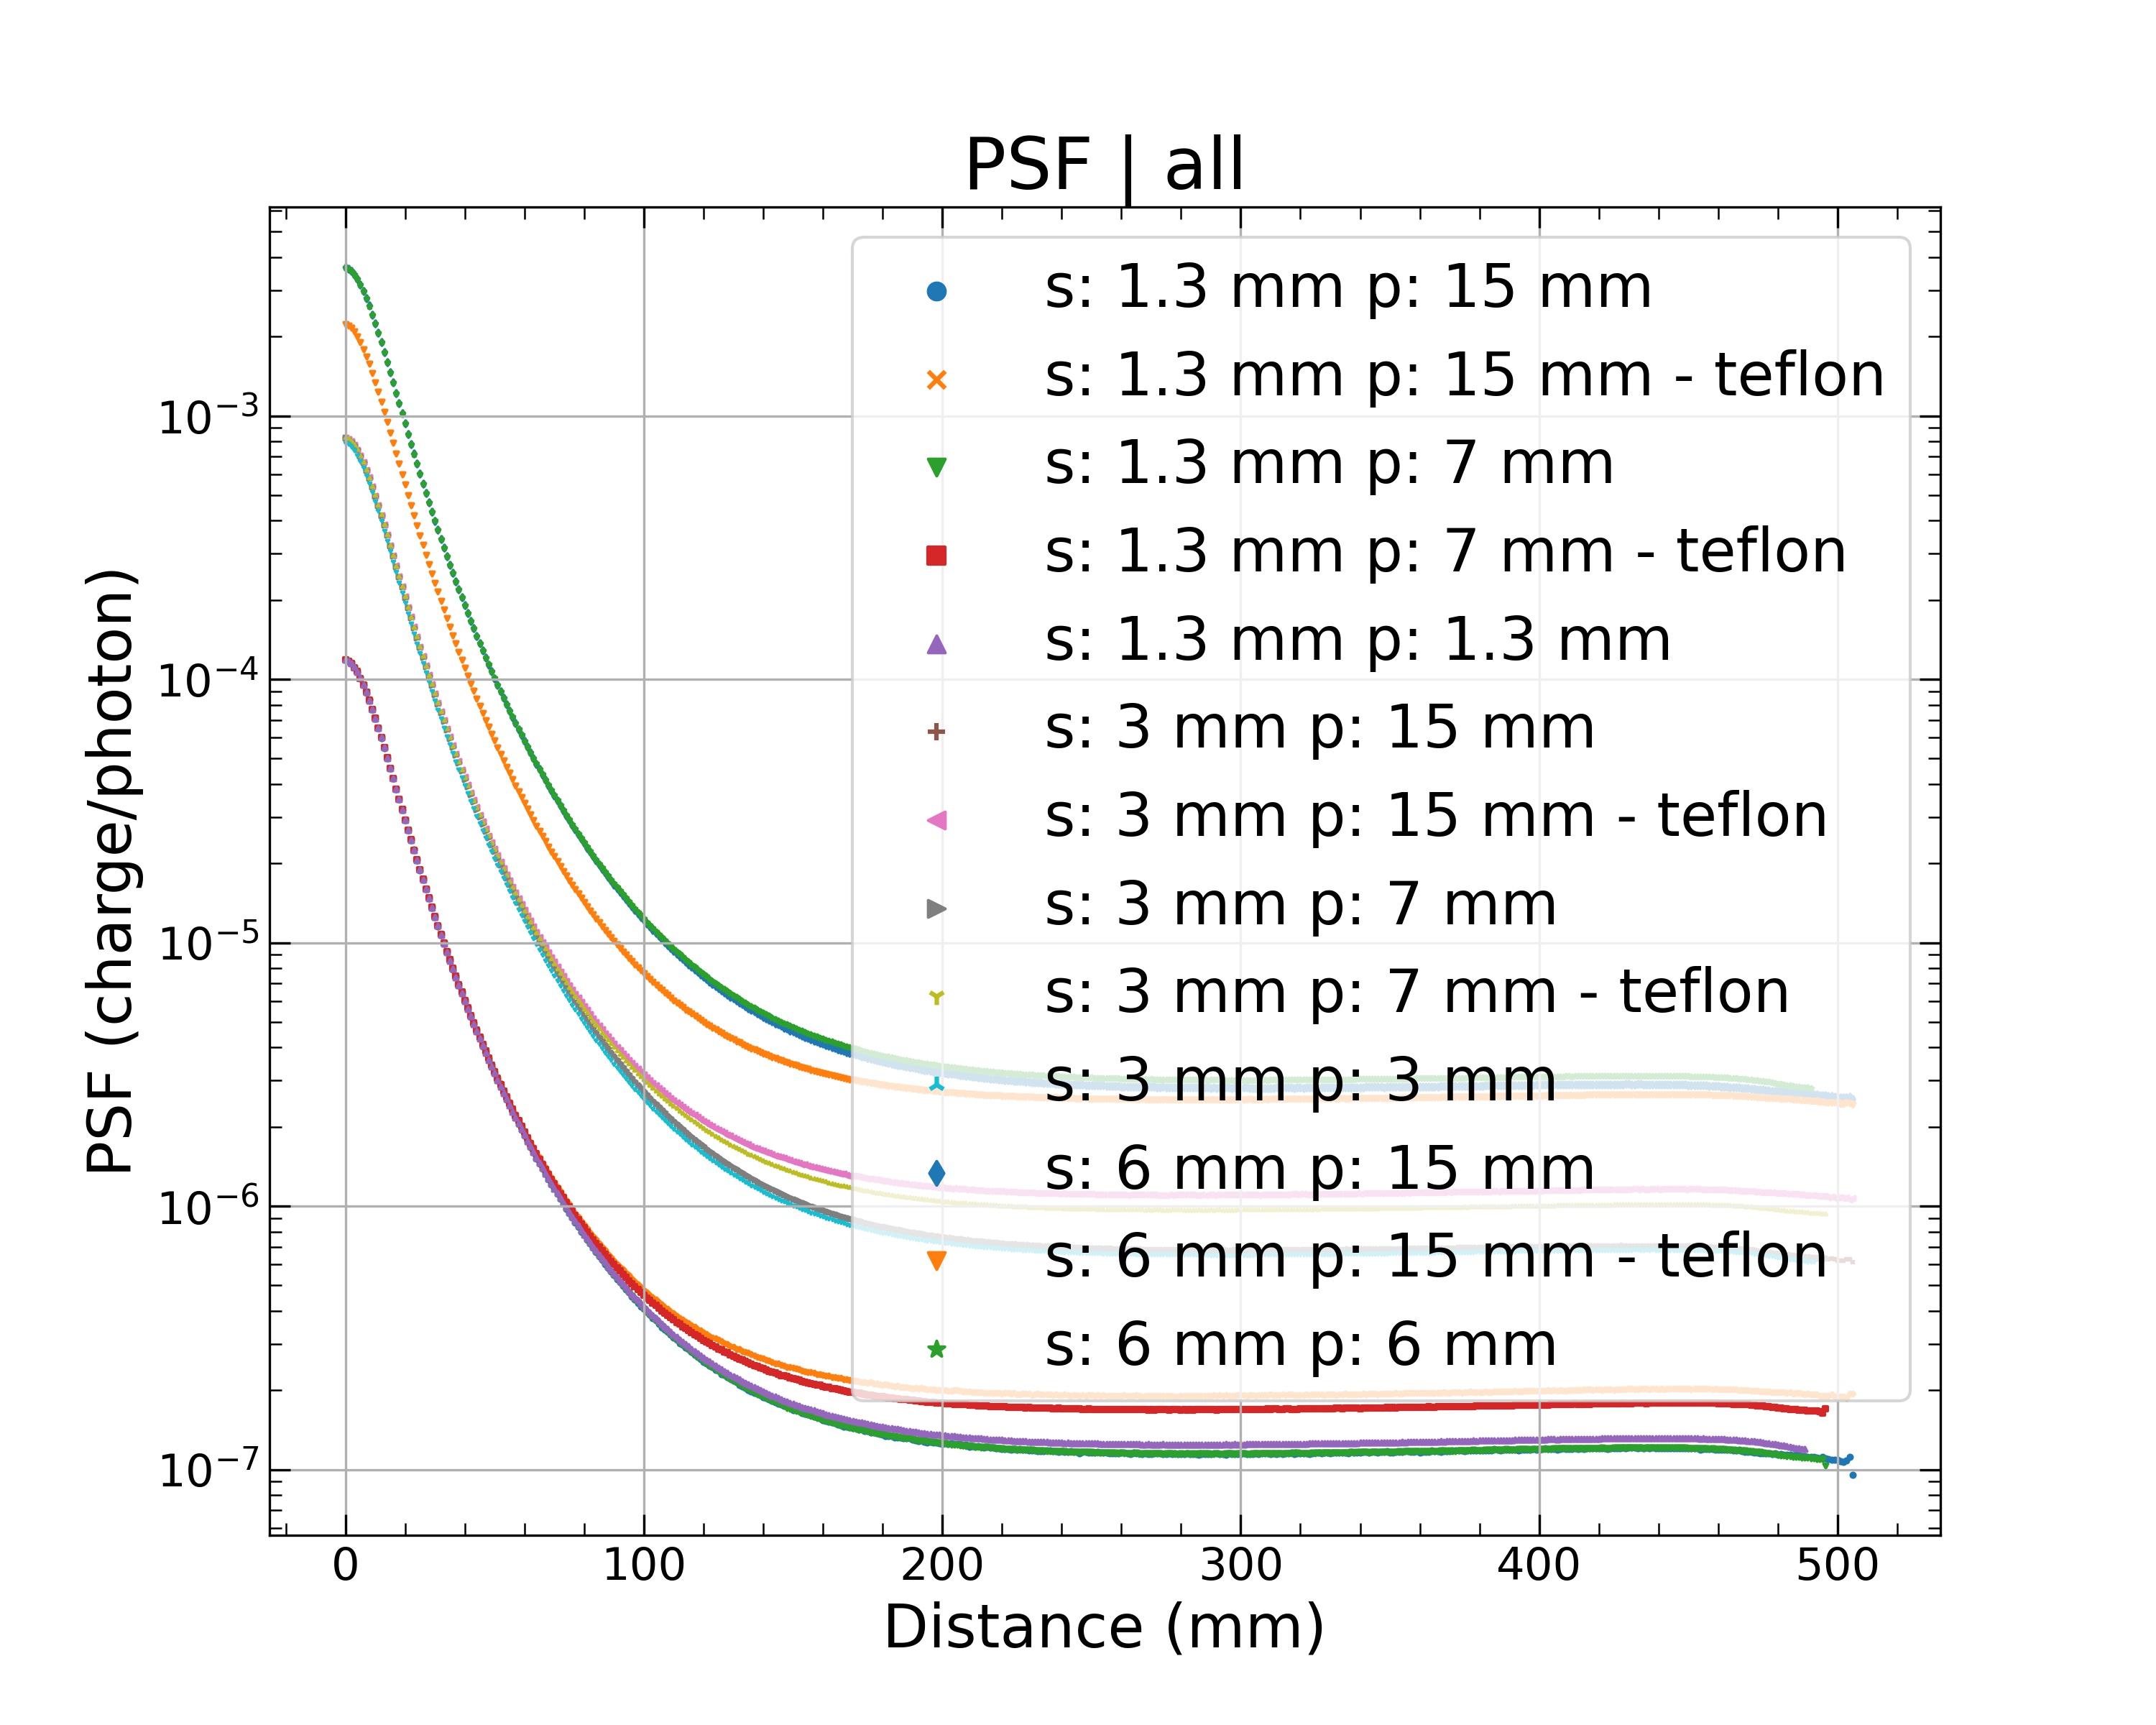 PSF | all
PSF (charge/photon)
10⁻³
10⁻⁴
10⁻⁵
10⁻⁶
10⁻⁷
s: 1.3 mm p: 15 mm
s: 1.3 mm p: 15 mm - teflon
s: 1.3 mm p: 7 mm
s: 1.3 mm p: 7 mm - teflon
s: 1.3 mm p: 1.3 mm
s: 3 mm p: 15 mm
s: 3 mm p: 15 mm - teflon
s: 3 mm p: 7 mm
s: 3 mm p: 7 mm - teflon
s: 3 mm p: 3 mm
s: 6 mm p: 15 mm
s: 6 mm p: 15 mm - teflon
s: 6 mm p: 6 mm
0 100 200 300 400 500
Distance (mm)